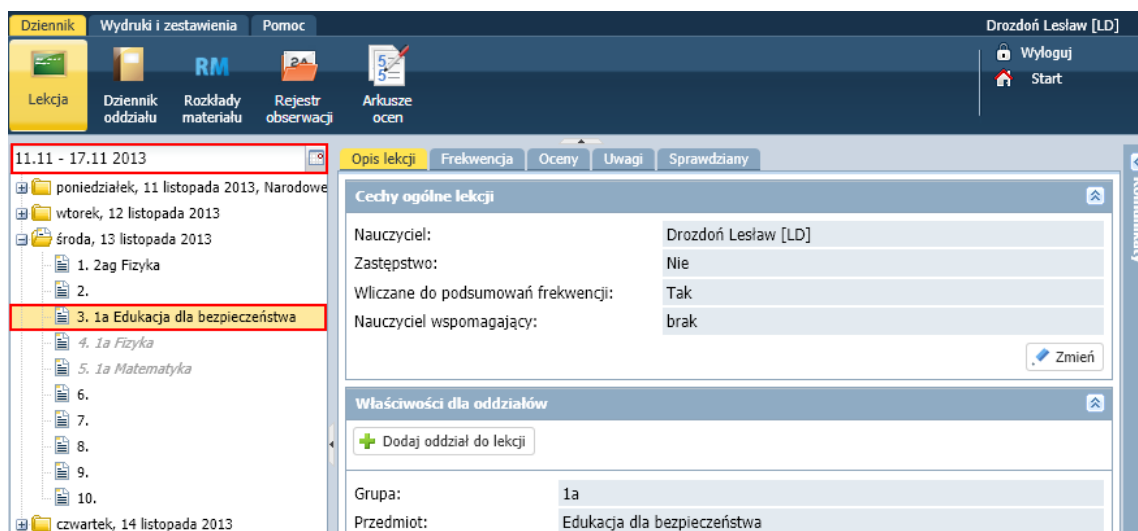 Dziennik Wydruki i zestawienia Pomoc Drozdoń Lesław [LD]
Lekcja
Dziennik oddziału
RM Rozkłady materiału
Rejestr obserwacji
Arkusze ocen
Wyloguj
Start
11.11 - 17.11 2013
poniedziałek, 11 listopada 2013, Narodowe
wtorek, 12 listopada 2013
środa, 13 listopada 2013
1. 2ag Fizyka
2.
3. 1a Edukacja dla bezpieczeństwa
4. 1a Fizyka
5. 1a Matematyka
6.
7.
8.
9.
10.
czwartek, 14 listopada 2013
Opis lekcji Frekwencja Oceny Uwagi Sprawdziany
Cechy ogólne lekcji
Nauczyciel: Drozdoń Lesław [LD]
Zastępstwo: Nie
Wliczane do podsumowań frekwencji: Tak
Nauczyciel wspomagający: brak
Zmień
Właściwości dla oddziałów
Dodaj oddział do lekcji
Grupa: 1a
Przedmiot: Edukacja dla bezpieczeństwa